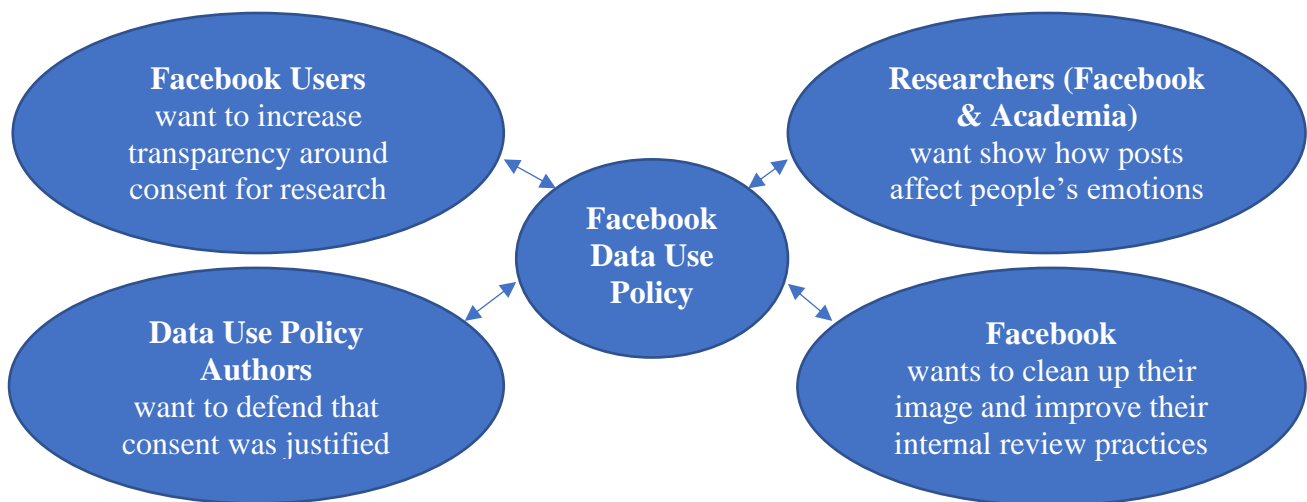 Facebook Users
want to increase
transparency around
consent for research
Researchers (Facebook
& Academia)
want show how posts
affect people’s emotions
Facebook
Data Use
Policy
Data Use Policy
Authors
want to defend that
consent was justified
Facebook
wants to clean up their
image and improve their
internal review practices